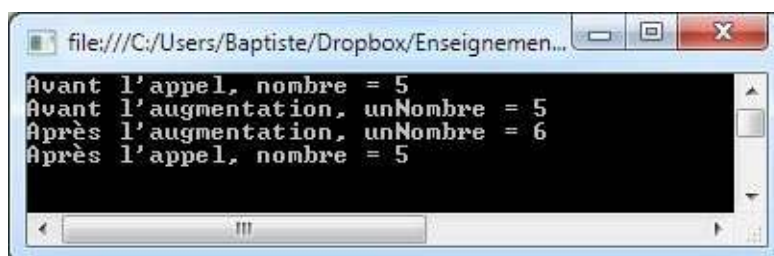 file:///C:/Users/Baptiste/Dropbox/Enseignemen...
Avant l'appel, nombre = 5
Avant l'augmentation, unNombre = 5
Après l'augmentation, unNombre = 6
Après l'appel, nombre = 5